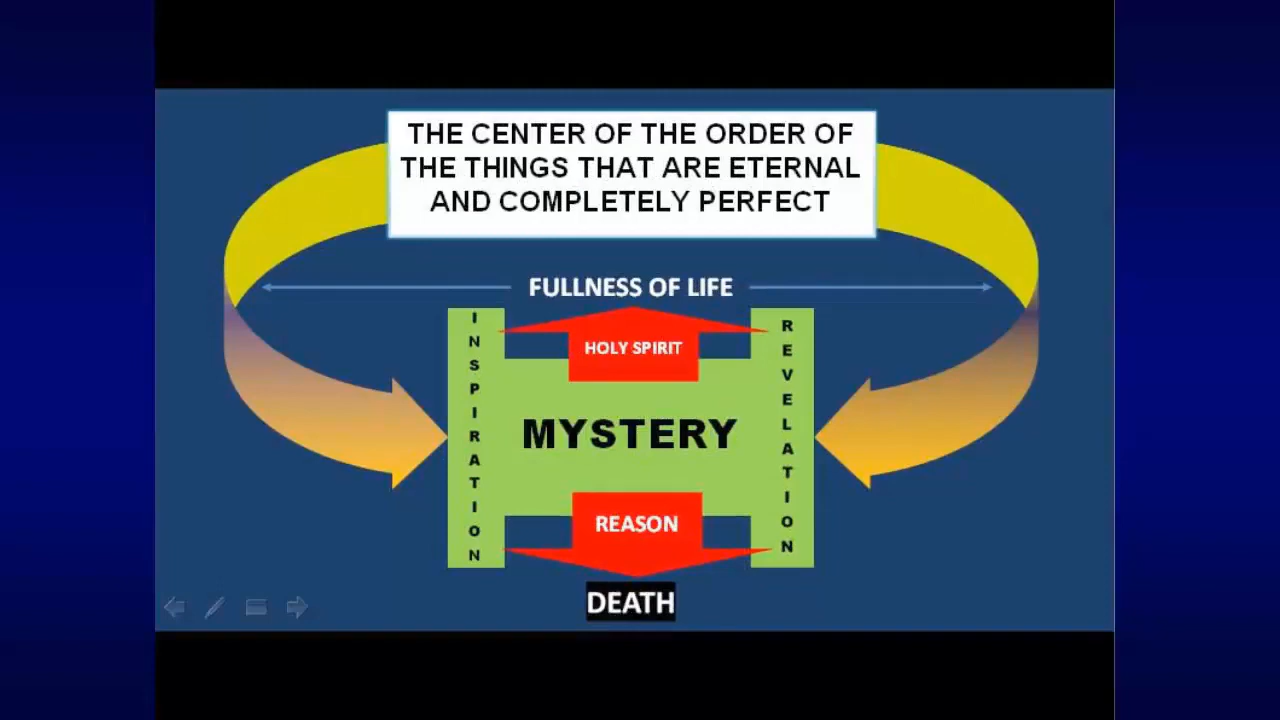 THE CENTER OF THE ORDER OF
THE THINGS THAT ARE ETERNAL
AND COMPLETELY PERFECT
FULLNESS OF LIFE
HOLY SPIRIT
INSPIRATION
MYSTERY
REVELATION
REASON
DEATH